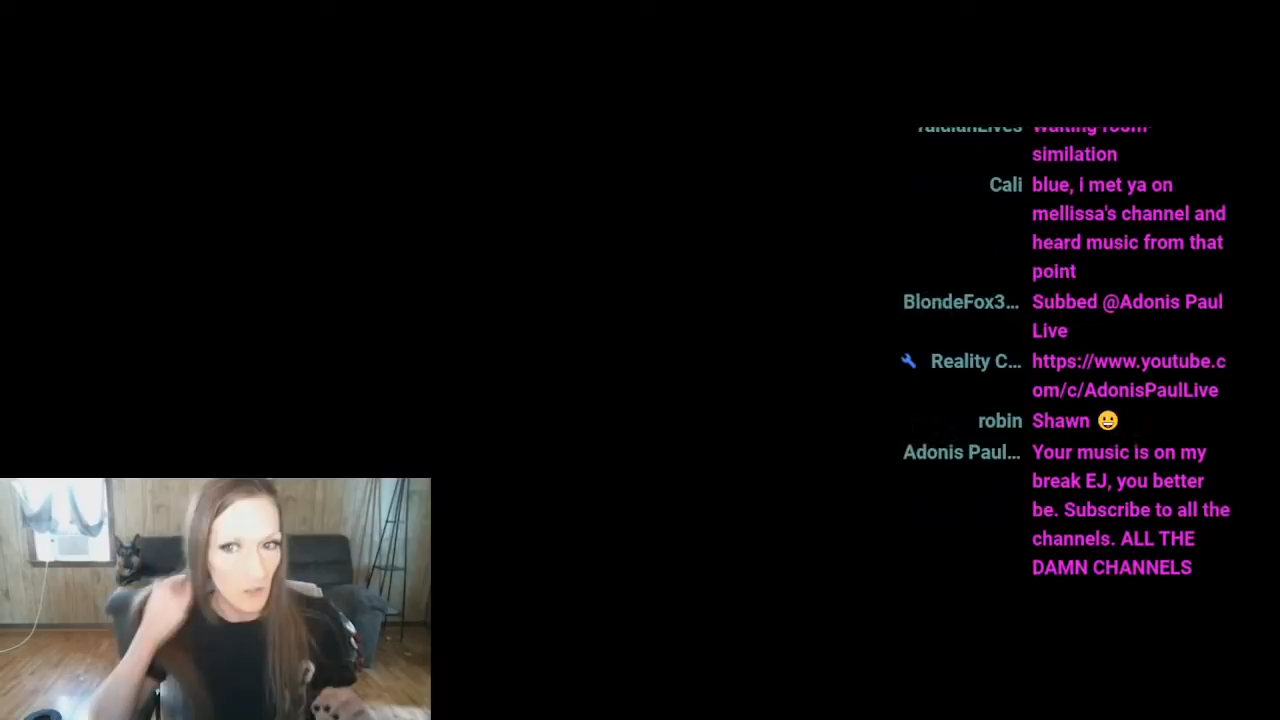 similation
Cali blue, i met ya on
mellissa's channel and
heard music from that
point
BlondeFox3... Subbed @Adonis Paul
Live
Reality C... https://www.youtube.c
om/c/AdonisPaulLive
robin Shawn 😀
Adonis Paul... Your music is on my
break EJ, you better
be. Subscribe to all the
channels. ALL THE
DAMN CHANNELS